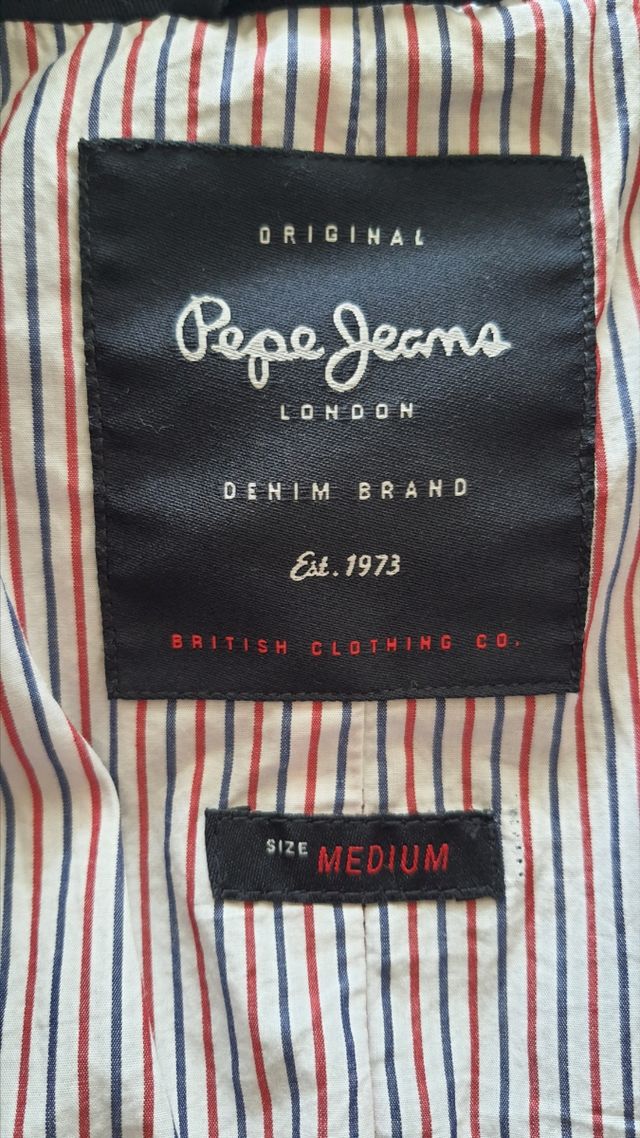 ORIGINAL
Pepe Jeans
LONDON
DENIM BRAND
Est. 1973
BRITISH CLOTHING CO.
SIZE MEDIUM